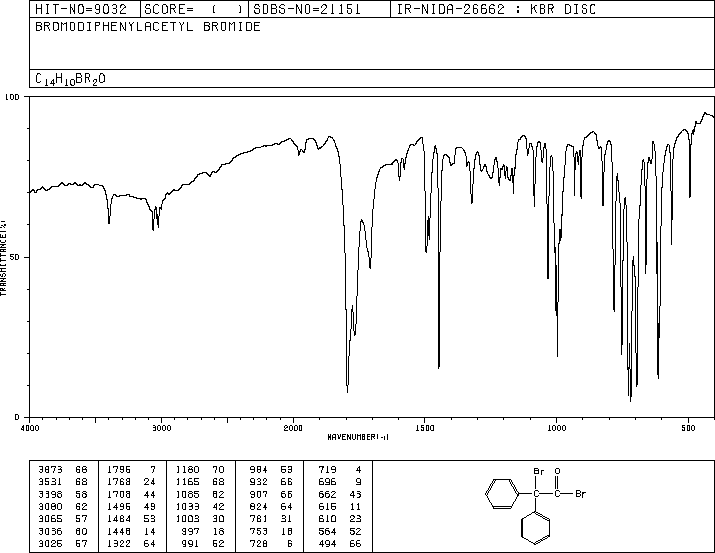 HIT-NO=9032 SCORE= ( ) SDBS-NO=21151 IR-NIDA-26662 : KBR DISC
BROMODIPHENYLACETYL BROMIDE
C14H10BR2O
100
50
0
TRANSMITTANCE(%)
4000 3000 2000 1500 1000 500
WAVENUMBER(-1)
3873 68 1795 7 1180 70 984 53 719 4
3531 68 1768 24 1165 68 932 66 696 9
3398 58 1708 44 1085 62 907 66 662 43
3080 62 1495 49 1033 42 824 64 615 11
3065 57 1484 53 1003 30 781 31 610 23
3036 60 1448 14 997 18 753 18 564 52
3025 57 1322 64 991 52 728 6 494 66
Br O
C C Br